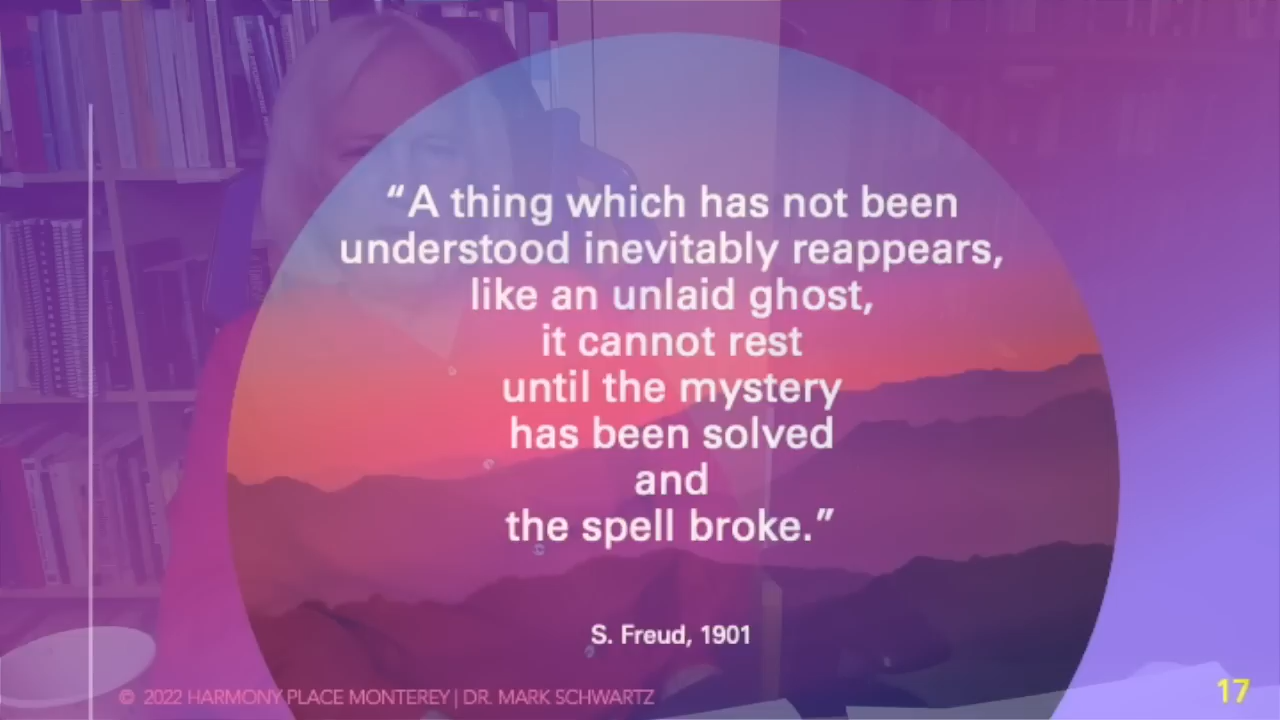 “A thing which has not been
understood inevitably reappears,
like an unlaid ghost,
it cannot rest
until the mystery
has been solved
and
the spell broke.”
S. Freud, 1901
© 2022 HARMONY PLACE MONTEREY | DR. MARK SCHWARTZ
17